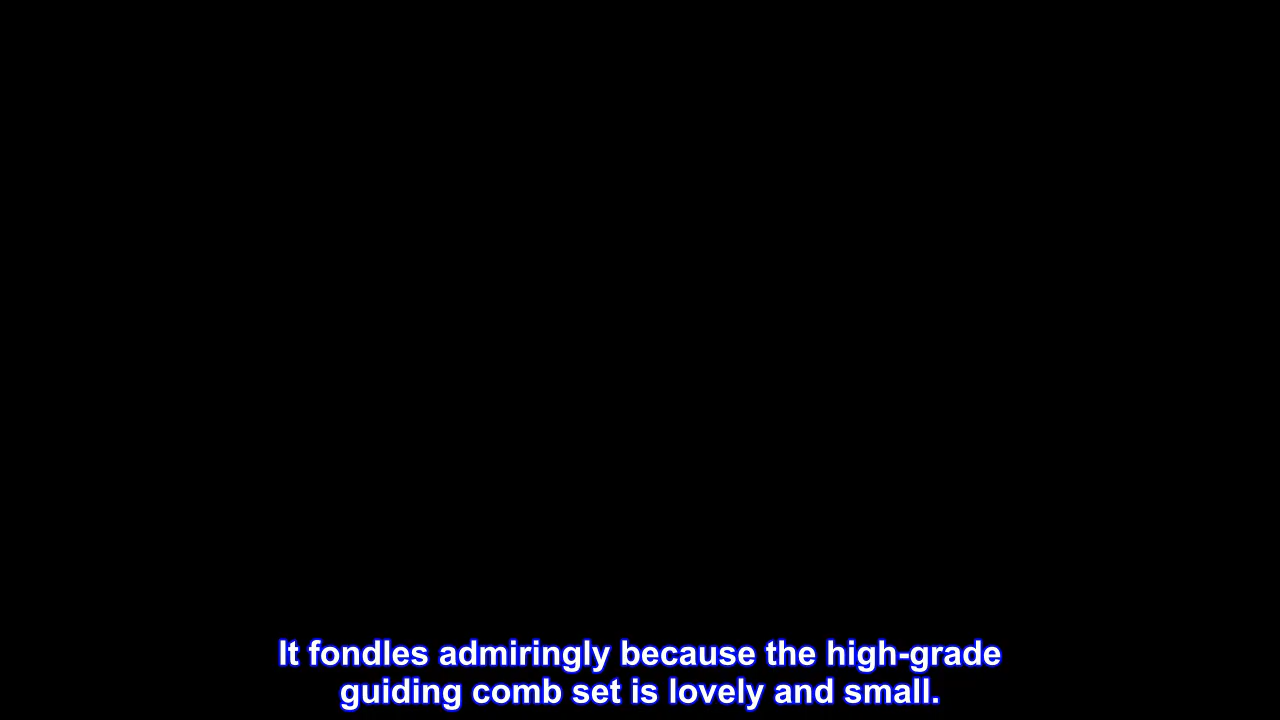 It fondles admiringly because the high-grade
guiding comb set is lovely and small.